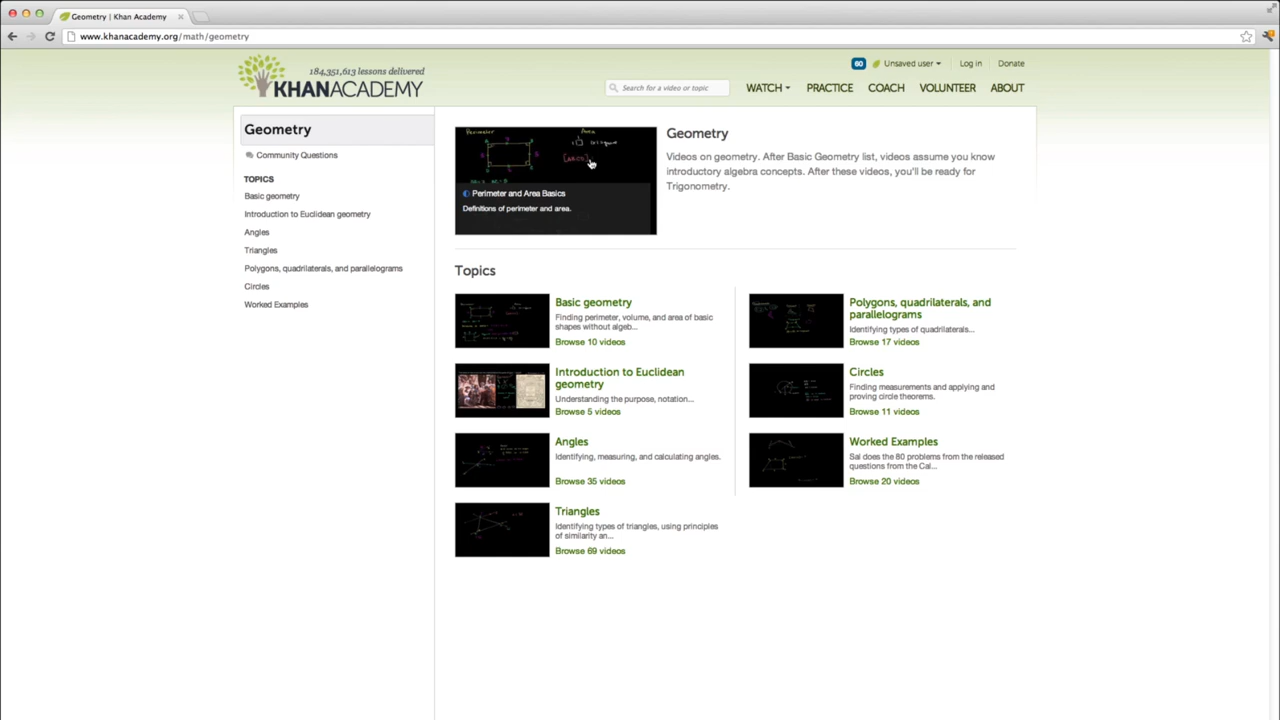 Geometry | Khan Academy
www.khanacademy.org/math/geometry
184,351,613 lessons delivered
KHANACADEMY
60
Unsaved user
Log in
Donate
Search for a video or topic
WATCH
PRACTICE
COACH
VOLUNTEER
ABOUT
Geometry
Community Questions
TOPICS
Basic geometry
Introduction to Euclidean geometry
Angles
Triangles
Polygons, quadrilaterals, and parallelograms
Circles
Worked Examples
Perimeter
Area
Perimeter and Area Basics
Definitions of perimeter and area.
Geometry
Videos on geometry. After Basic Geometry list, videos assume you know
introductory algebra concepts. After these videos, you'll be ready for
Trigonometry.
Topics
Basic geometry
Finding perimeter, volume, and area of basic
shapes without algeb...
Browse 10 videos
Introduction to Euclidean
geometry
Understanding the purpose, notation...
Browse 5 videos
Angles
Identifying, measuring, and calculating angles.
Browse 35 videos
Triangles
Identifying types of triangles, using principles
of similarity an...
Browse 69 videos
Polygons, quadrilaterals, and
parallelograms
Identifying types of quadrilaterals...
Browse 17 videos
Circles
Finding measurements and applying and
proving circle theorems.
Browse 11 videos
Worked Examples
Sal does the 80 problems from the released
questions from the Cal...
Browse 20 videos